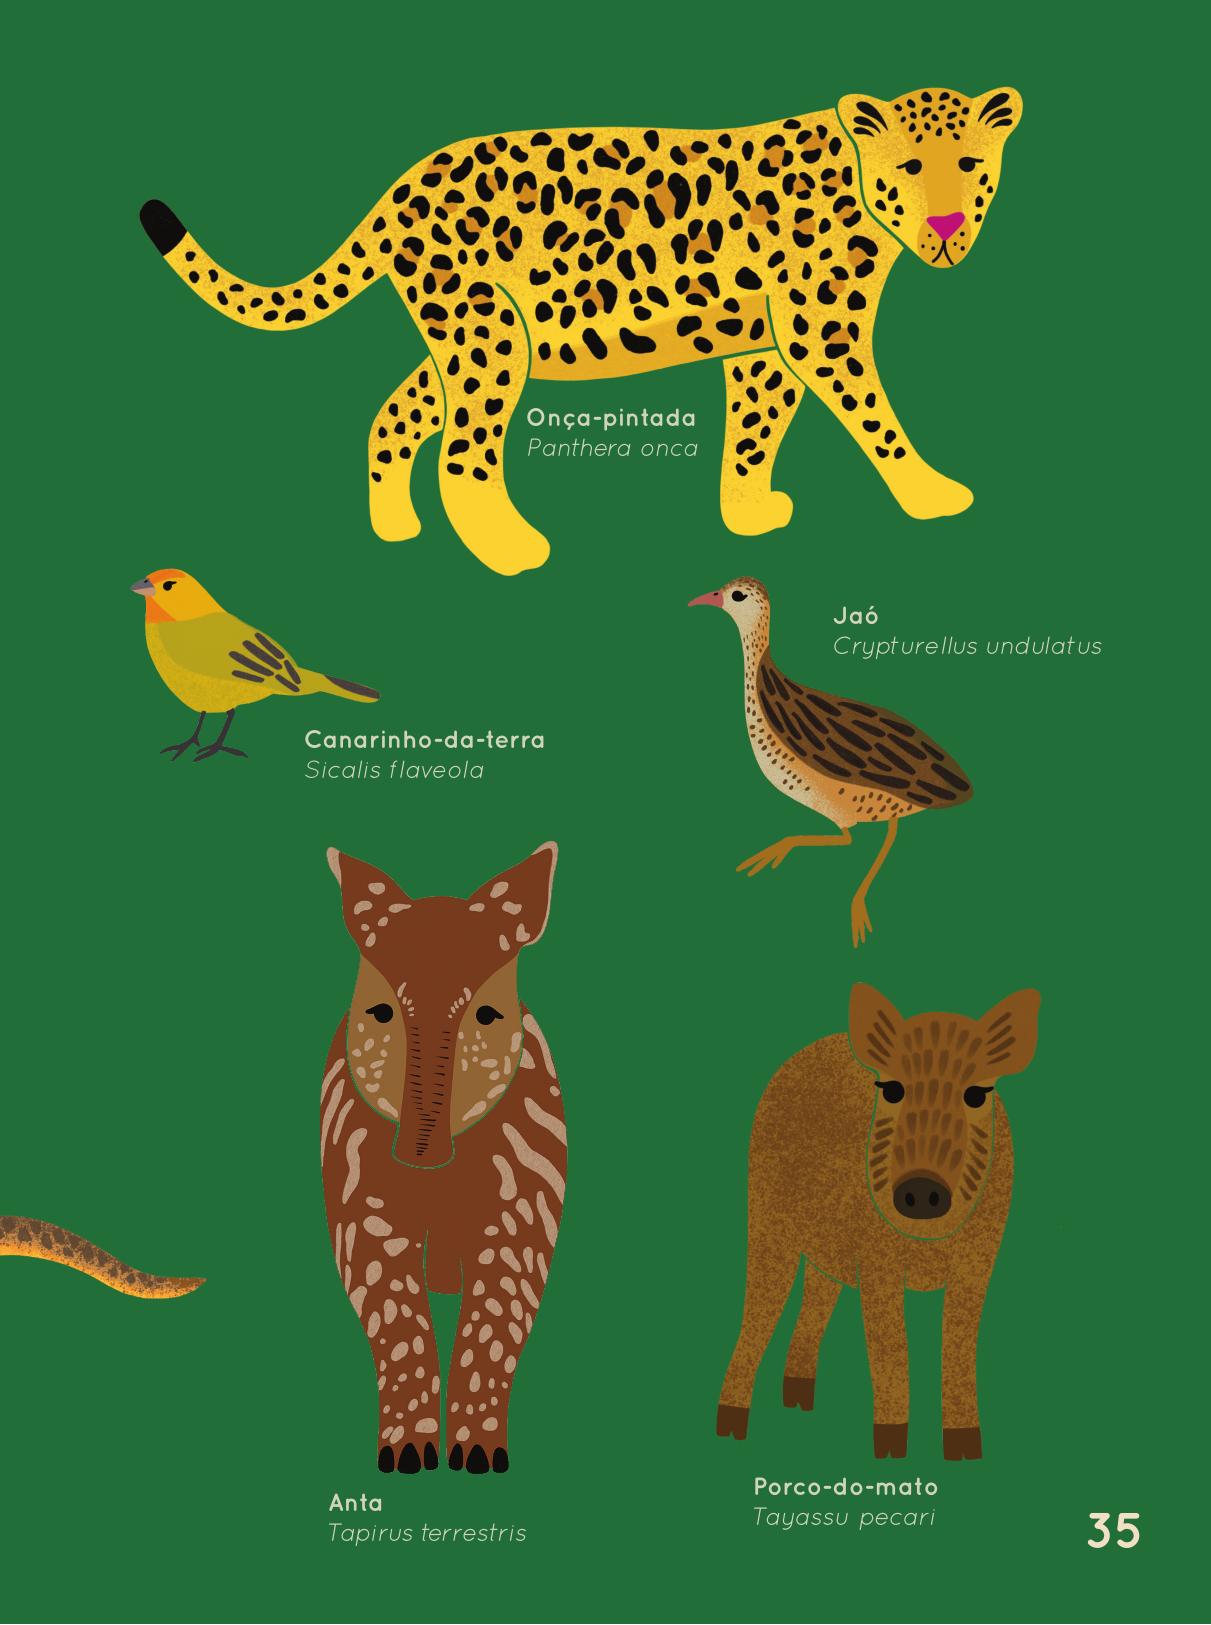 Onça-pintada
Panthera onca
Jaó
Crypturellus undulatus
Canarinho-da-terra
Sicalis flaveola
Anta
Tapirus terrestris
Porco-do-mato
Tayassu pecari
35